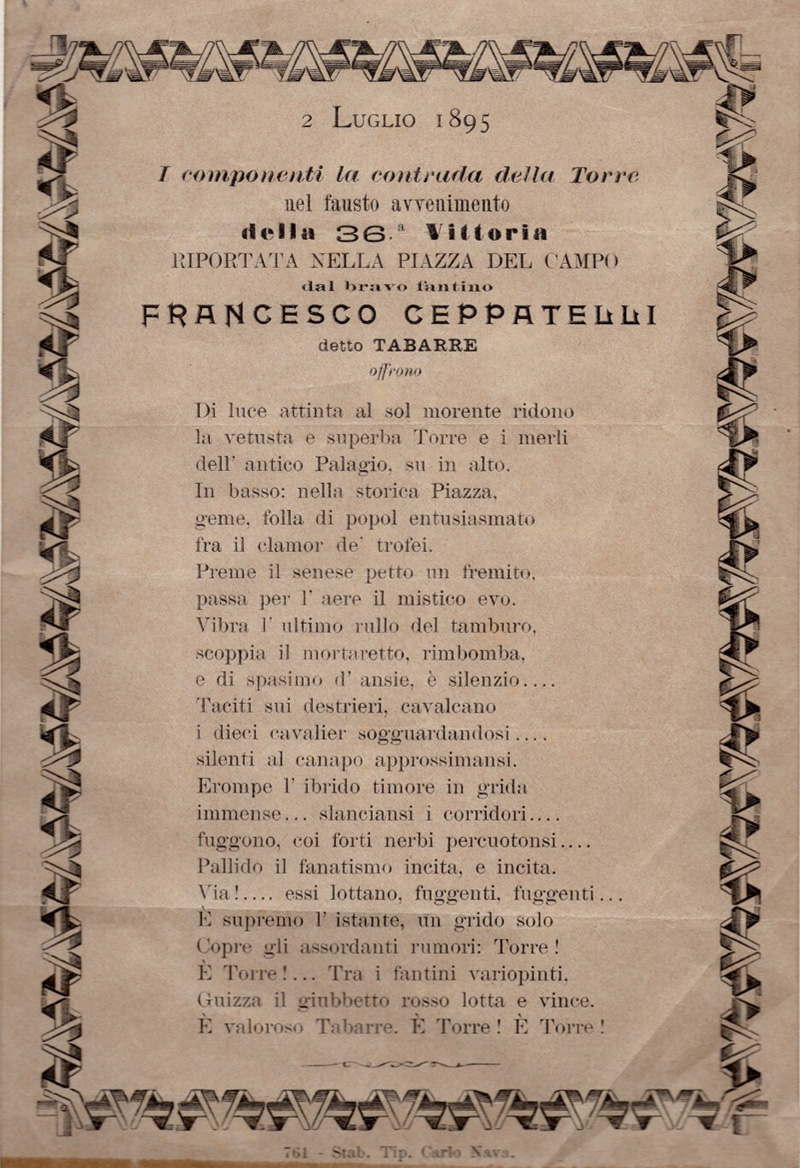 2 Luglio 1895
I componenti la contrada della Torre
nel fausto avvenimento
della 36.ª Vittoria
RIPORTATA NELLA PIAZZA DEL CAMPO
dal bravo fantino
FRANCESCO CEPPATELLI
detto TABARRE
offrono
Di luce attinta al sol morente ridono
la vetusta e superba Torre e i merli
dell' antico Palagio, su in alto.
In basso: nella storica Piazza,
geme, folla di popol entusiasmato
fra il clamor de' trofei.
Preme il senese petto un fremito,
passa per l' aere il mistico evo.
Vibra l' ultimo rullo del tamburo,
scoppia il mortaretto, rimbomba,
e di spasimo d' ansie, è silenzio....
Taciti sui destrieri, cavalcano
i dieci cavalier sogguardandosi....
silenti al canapo approssimansi.
Erompe l' ibrido timore in grida
immense... slanciansi i corridori....
fuggono, coi forti nerbi percuotonsi....
Pallido il fanatismo incita, e incita.
Via!.... essi lottano, fuggenti, fuggenti...
È supremo l' istante, un grido solo
Copre gli assordanti rumori: Torre!
È Torre!... Tra i fantini variopinti,
Guizza il giubbetto rosso lotta e vince.
È valoroso Tabarre. È Torre! È Torre!
761 - Stab. Tip. Carlo Nava.